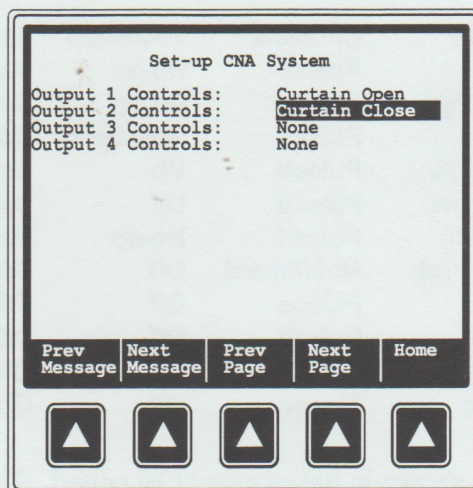 Set-up CNA System
Output 1 Controls: Curtain Open
Output 2 Controls: Curtain Close
Output 3 Controls: None
Output 4 Controls: None
Prev Message Next Message Prev Page Next Page Home